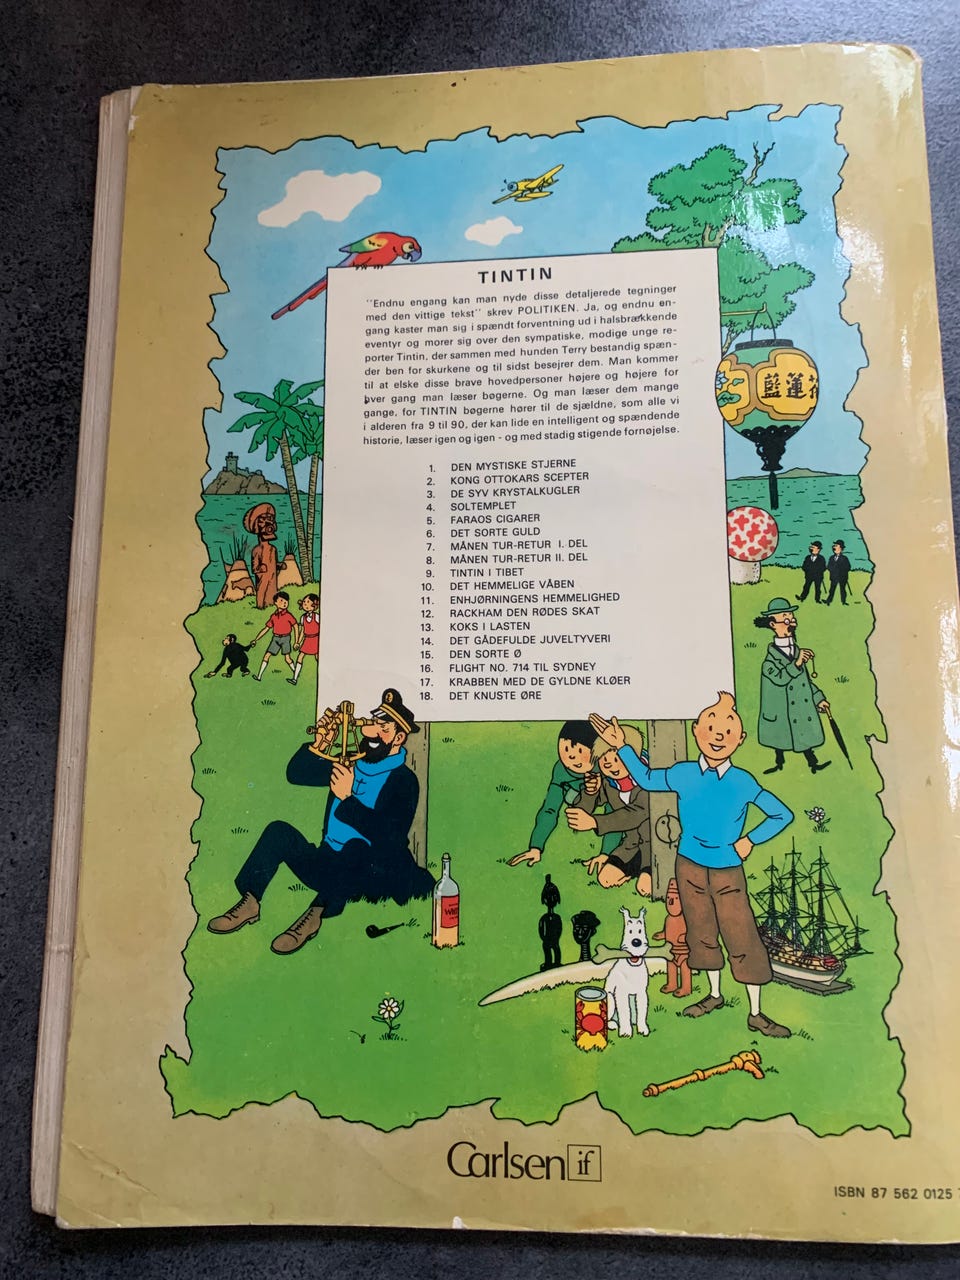 TINTIN
"Endnu engang kan man nyde disse detaljerede tegninger
med den vittige tekst" skrev POLITIKEN. Ja, og endnu en-
gang kaster man sig i spændt forventning ud i halsbrækkende
eventyr og morer sig over den sympatiske, modige unge re-
porter Tintin, der sammen med hunden Terry bestandig spæn-
der ben for skurkene og til sidst besejrer dem. Man kommer
til at elske disse brave hovedpersoner højere og højere for
hver gang man læser bøgerne. Og man læser dem mange
gange, for TINTIN bøgerne hører til de sjældne, som alle vi
i alderen fra 9 til 90, der kan lide en intelligent og spændende
historie, læser igen og igen - og med stadig stigende fornøjelse.
1. DEN MYSTISKE STJERNE
2. KONG OTTOKARS SCEPTER
3. DE SYV KRYSTALKUGLER
4. SOLTEMPLET
5. FARAOS CIGARER
6. DET SORTE GULD
7. MÅNEN TUR-RETUR I. DEL
8. MÅNEN TUR-RETUR II. DEL
9. TINTIN I TIBET
10. DET HEMMELIGE VÅBEN
11. ENHJØRNINGENS HEMMELIGHED
12. RACKHAM DEN RØDES SKAT
13. KOKS I LASTEN
14. DET GÅDEFULDE JUVELTYVERI
15. DEN SORTE Ø
16. FLIGHT NO. 714 TIL SYDNEY
17. KRABBEN MED DE GYLDNE KLØER
18. DET KNUSTE ØRE
藍蓮
Carlsen if
ISBN 87 562 0125